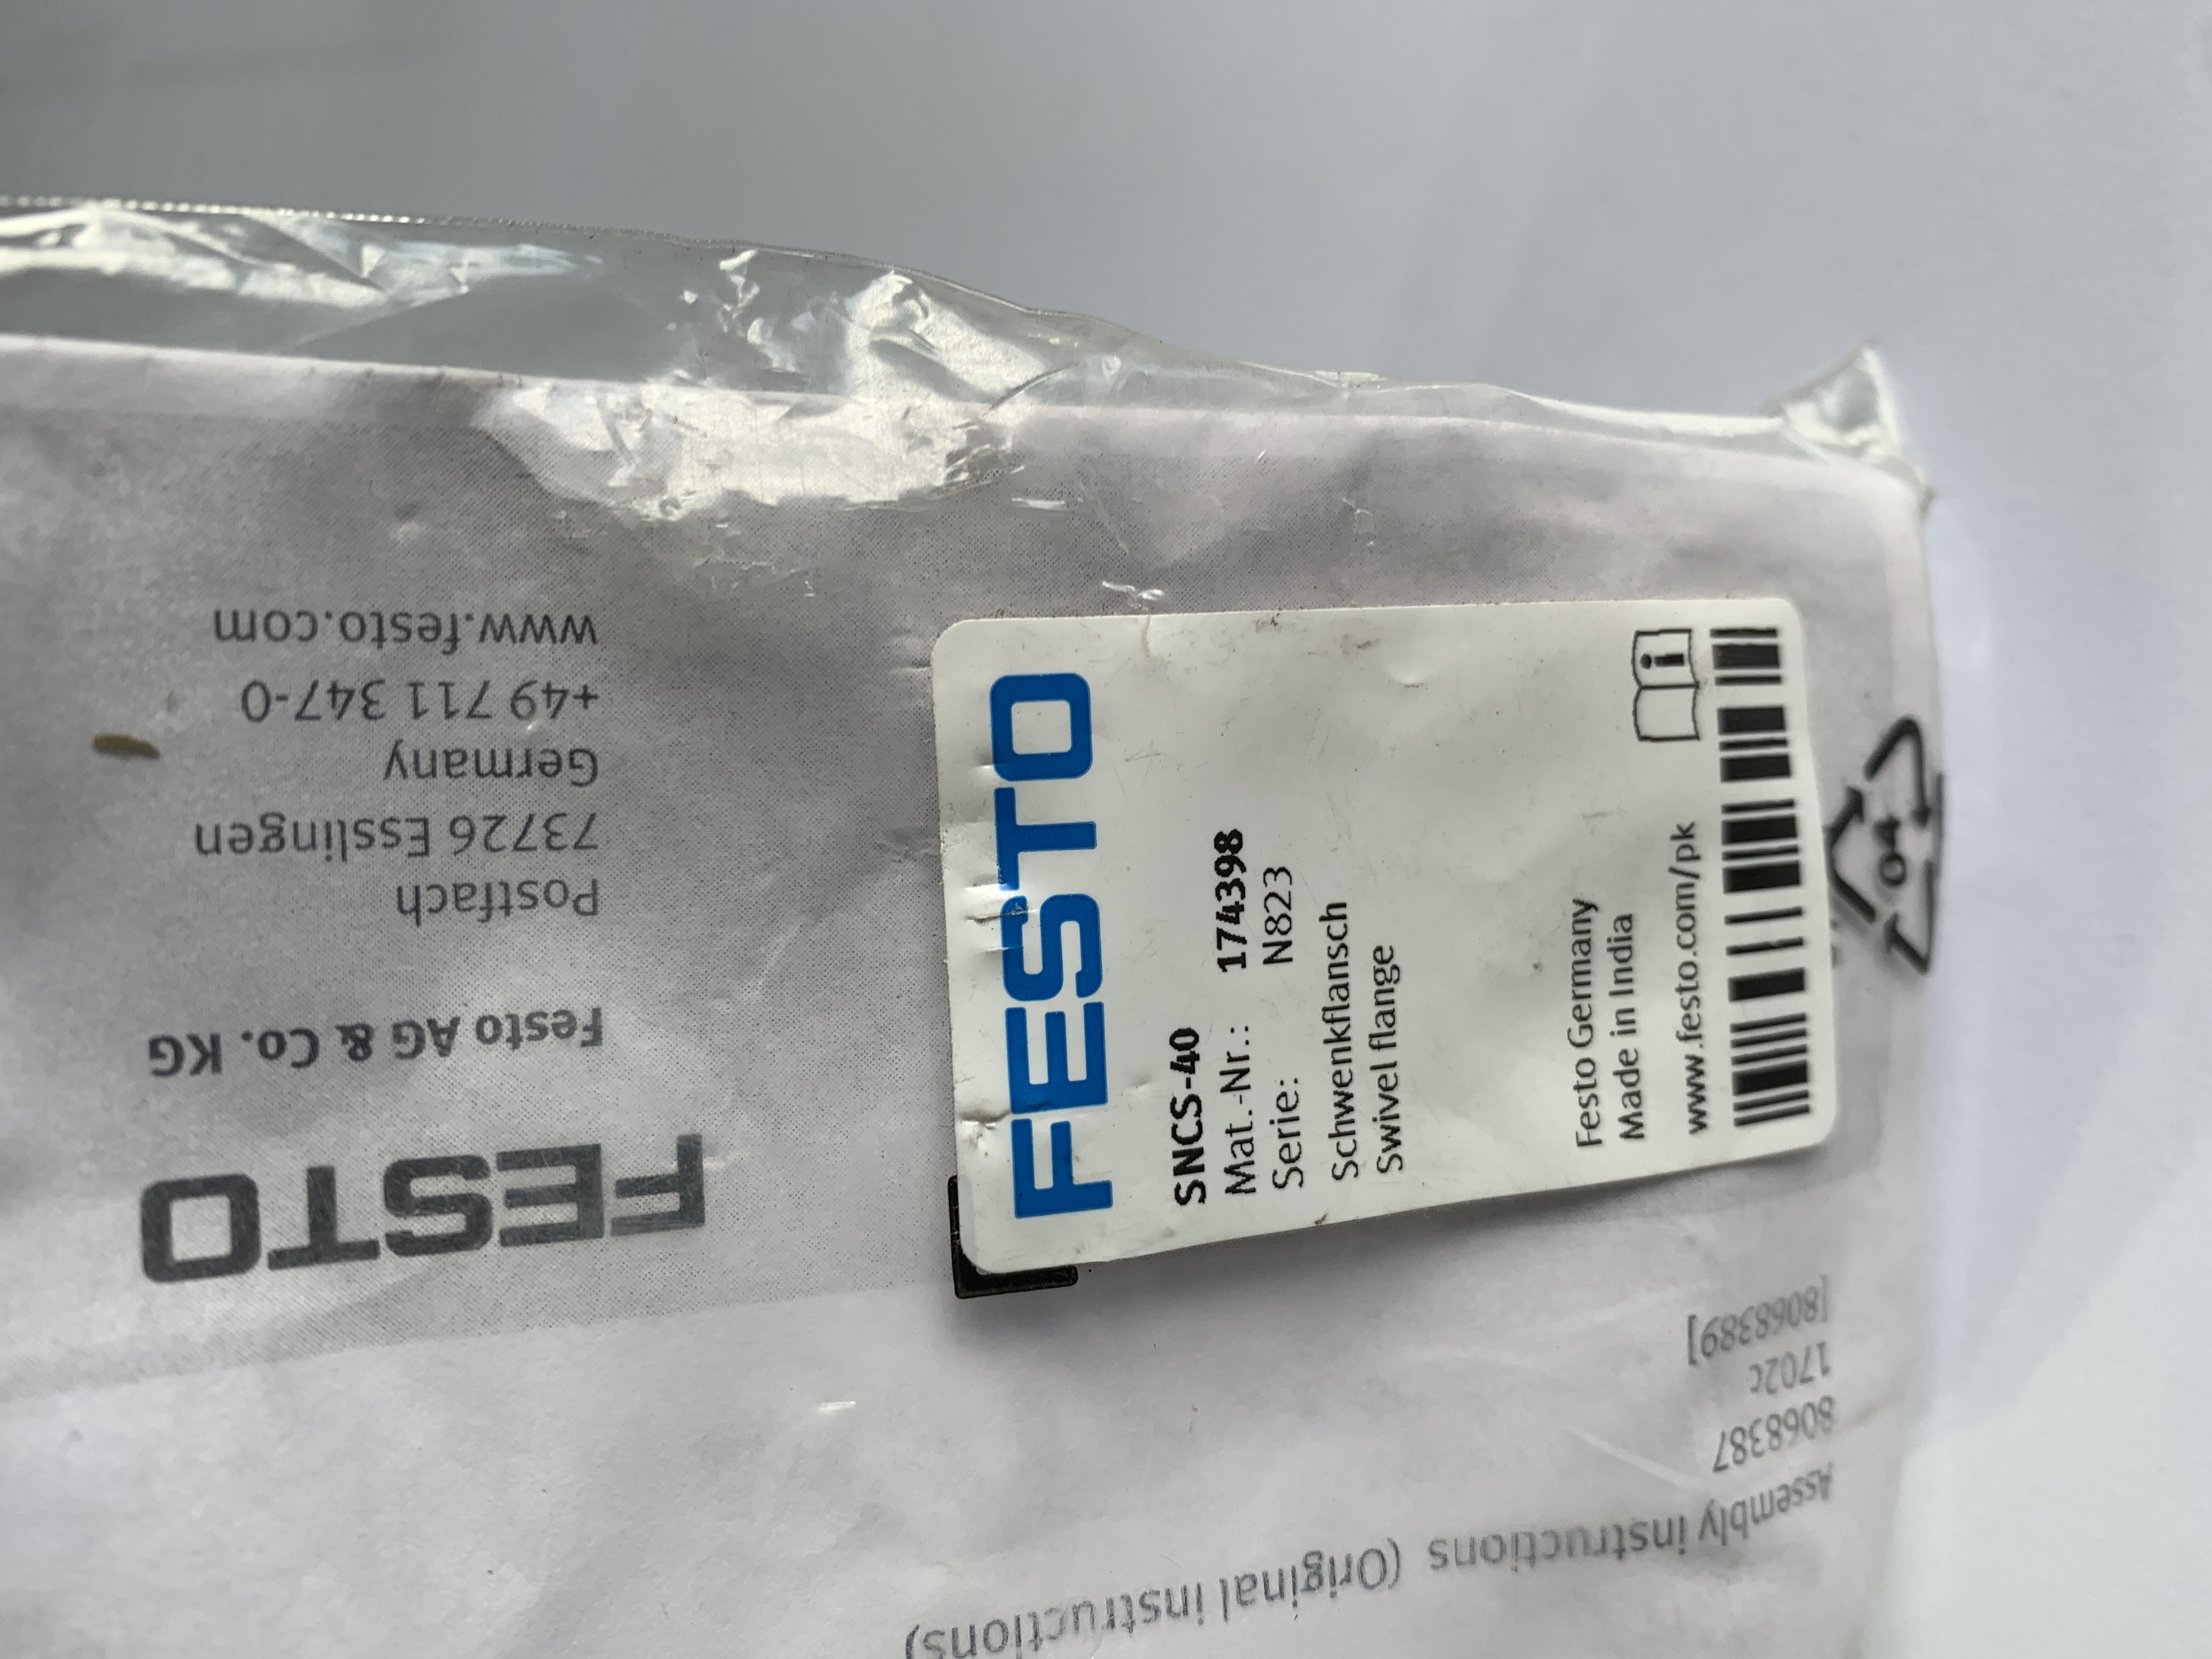 FESTO
SNCS-40
Mat.-Nr.: 174398
Serie: N823
Schwenkflansch
Swivel flange
Festo Germany
Made in India
www.festo.com/pk
04
FESTO
Festo AG & Co. KG
Postfach
73726 Esslingen
Germany
+49 711 347-0
www.festo.com
Assembly instructions (Original instructions)
8068387
1702c
[8068389]